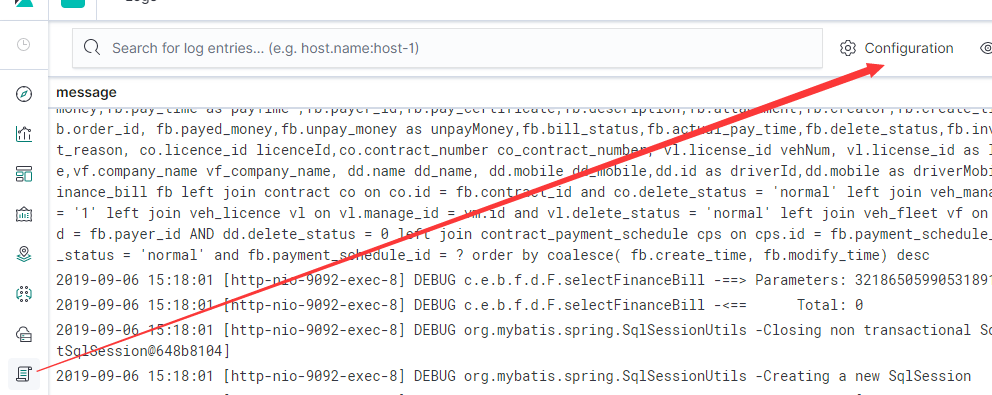 Search for log entries... (e.g. host.name:host-1)
Configuration
message
money,fb.pay_time as payTime ,fb.payer_id,fb.pay_certificate,fb.description,fb.attachment,fb.creator,fb.create_ti
b.order_id, fb.payed_money,fb.unpay_money as unpayMoney,fb.bill_status,fb.actual_pay_time,fb.delete_status,fb.inv
t_reason, co.licence_id licenceId,co.contract_number co_contract_number, vl.license_id vehNum, vl.license_id as l
e,vf.company_name vf_company_name, dd.name dd_name, dd.mobile dd_mobile,dd.id as driverId,dd.mobile as driverMobi
inance_bill fb left join contract co on co.id = fb.contract_id and co.delete_status = 'normal' left join veh_mana
= '1' left join veh_licence vl on vl.manage_id = vm.id and vl.delete_status = 'normal' left join veh_fleet vf on
d = fb.payer_id AND dd.delete_status = 0 left join contract_payment_schedule cps on cps.id = fb.payment_schedule_
_status = 'normal' and fb.payment_schedule_id = ? order by coalesce( fb.create_time, fb.modify_time) desc
2019-09-06 15:18:01 [http-nio-9092-exec-8] DEBUG c.e.b.f.d.F.selectFinanceBill -==> Parameters: 32186505990531891
2019-09-06 15:18:01 [http-nio-9092-exec-8] DEBUG c.e.b.f.d.F.selectFinanceBill -<== Total: 0
2019-09-06 15:18:01 [http-nio-9092-exec-8] DEBUG org.mybatis.spring.SqlSessionUtils -Closing non transactional Sq
tSqlSession@648b8104]
2019-09-06 15:18:01 [http-nio-9092-exec-8] DEBUG org.mybatis.spring.SqlSessionUtils -Creating a new SqlSession